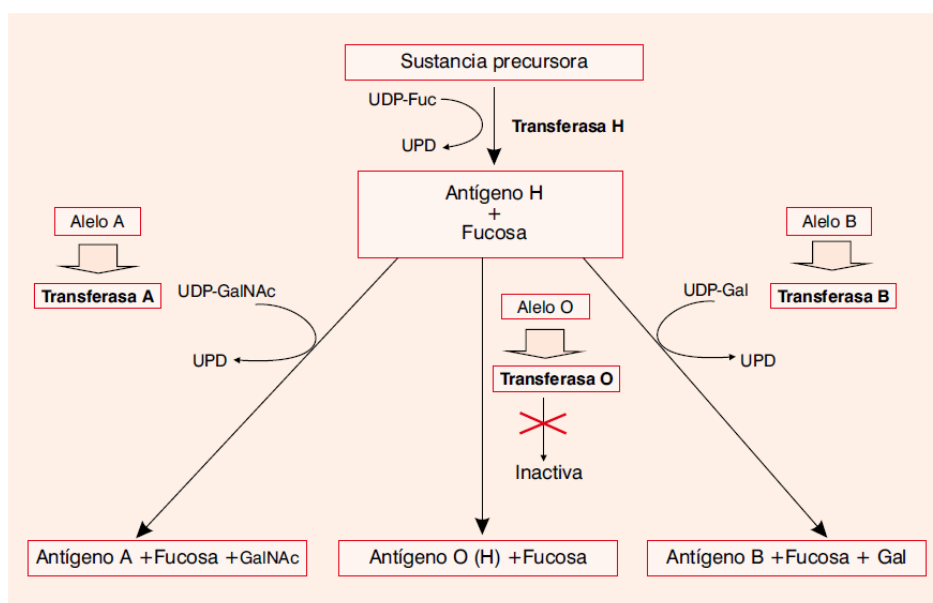 Sustancia precursora
UDP-Fuc
Transferasa H
UPD
Antígeno H
+
Fucosa
Alelo A
Alelo B
Transferasa A
UDP-GalNAc
UDP-Gal
Transferasa B
Alelo O
UPD
UPD
Transferasa O
Inactiva
Antígeno A +Fucosa +GalNAc
Antígeno O (H) +Fucosa
Antígeno B +Fucosa + Gal